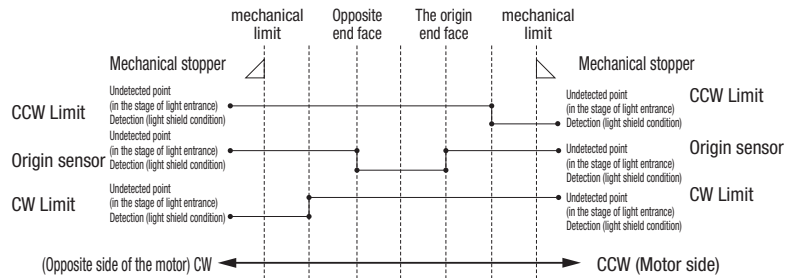 mechanical limit
Opposite end face
The origin end face
mechanical limit
Mechanical stopper
Mechanical stopper
CCW Limit
Undetected point
(in the stage of light entrance)
Detection (light shield condition)
Undetected point
(in the stage of light entrance)
Detection (light shield condition)
CCW Limit
Origin sensor
Undetected point
(in the stage of light entrance)
Detection (light shield condition)
Undetected point
(in the stage of light entrance)
Detection (light shield condition)
Origin sensor
CW Limit
Undetected point
(in the stage of light entrance)
Detection (light shield condition)
Undetected point
(in the stage of light entrance)
Detection (light shield condition)
CW Limit
(Opposite side of the motor) CW
CCW (Motor side)